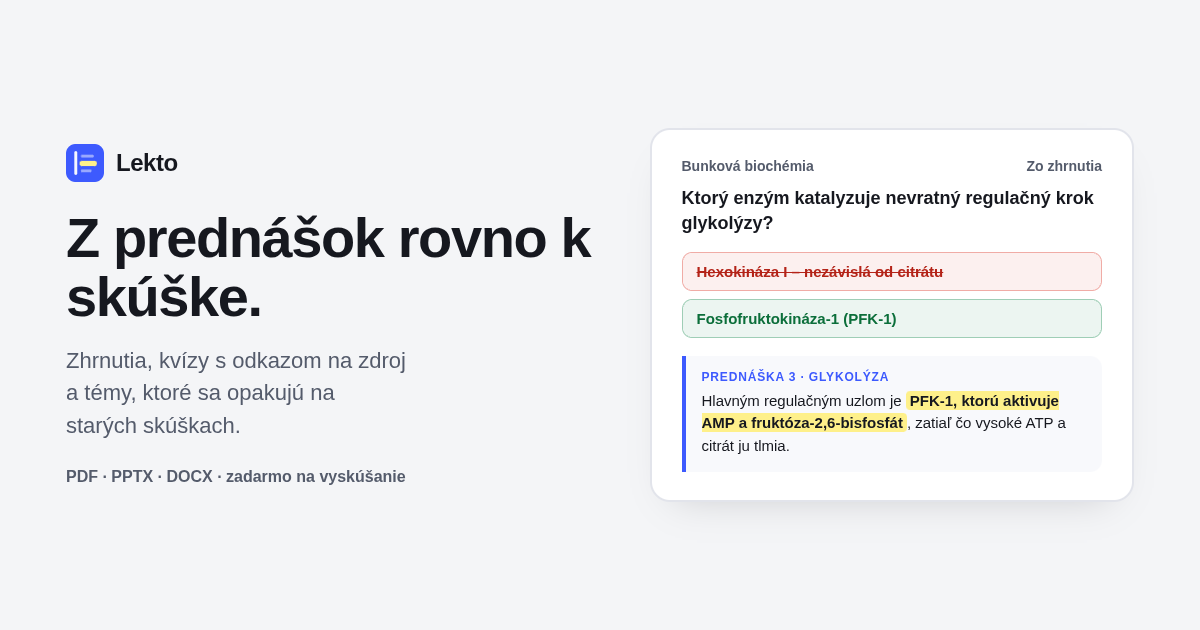 Lekto
Z prednášok rovno k
skúške.
Zhrnutia, kvízy s odkazom na zdroj
a témy, ktoré sa opakujú na
starých skúškach.
PDF · PPTX · DOCX · zadarmo na vyskúšanie
Bunková biochémia
Zo zhrnutia
Ktorý enzým katalyzuje nevratný regulačný krok
glykolýzy?
Hexokináza I – nezávislá od citrátu
Fosfofruktokináza-1 (PFK-1)
PREDNÁŠKA 3 · GLYKOLÝZA
Hlavným regulačným uzlom je PFK-1, ktorú aktivuje
AMP a fruktóza-2,6-bisfosfát , zatiaľ čo vysoké ATP a
citrát ju tlmia.